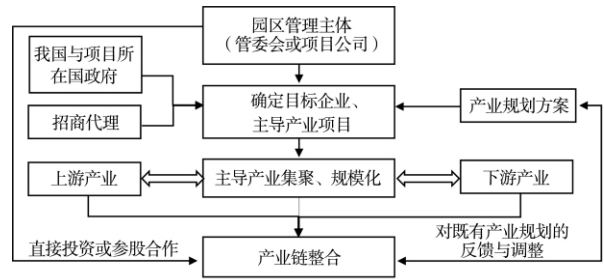 园区管理主体
（管委会或项目公司）
我国与项目所
在国政府
招商代理
确定目标企业、
主导产业项目
产业规划方案
上游产业
主导产业集聚、规模化
下游产业
直接投资或参股合作
产业链整合
对既有产业规划的
反馈与调整